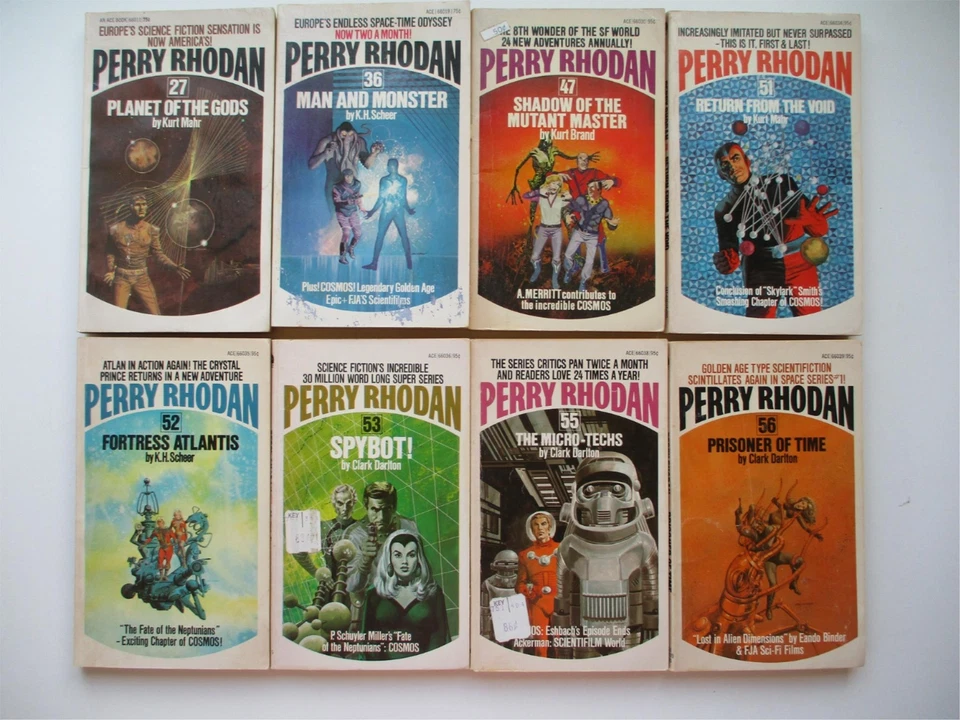 AN ACE BOOK
EUROPE'S SCIENCE FICTION SENSATION IS
NOW AMERICA'S!
PERRY RHODAN
27
PLANET OF THE GODS
by Kurt Mahr
EUROPE'S ENDLESS SPACE-TIME ODYSSEY
NOW TWO A MONTH!
PERRY RHODAN
36
MAN AND MONSTER
by K.H. Scheer
Plus! COSMOS! Legendary Golden Age
Epic + FJA's Scientifilms
8TH WONDER OF THE SF WORLD
24 NEW ADVENTURES ANNUALLY!
PERRY RHODAN
47
SHADOW OF THE
MUTANT MASTER
by Kurt Brand
A. MERRITT contributes to
the incredible COSMOS
INCREASINGLY IMITATED BUT NEVER SURPASSED
-THIS IS IT, FIRST & LAST!
PERRY RHODAN
51
RETURN FROM THE VOID
by Kurt Mahr
Conclusion of "Skylark" Smith's
Smashing Chapter of COSMOS!
ATLAN IN ACTION AGAIN! THE CRYSTAL
PRINCE RETURNS IN A NEW ADVENTURE
PERRY RHODAN
52
FORTRESS ATLANTIS
by K.H. Scheer
"The Fate of the Neptunians"
-Exciting Chapter of COSMOS!
SCIENCE FICTION'S INCREDIBLE
30 MILLION WORD LONG SUPER SERIES
PERRY RHODAN
53
SPYBOT!
by Clark Darlton
KEY
P. Schuyler Miller's "Fate
of the Neptunians": COSMOS
THE SERIES CRITICS PAN TWICE A MONTH
AND READERS LOVE 24 TIMES A YEAR!
PERRY RHODAN
55
THE MICRO-TECHS
by Clark Darlton
KEY
OS: Eshbach's Episode Ends
Ackerman: SCIENTIFILM World
GOLDEN AGE TYPE SCIENTIFICTION
SCINTILLATES AGAIN IN SPACE SERIES #1!
PERRY RHODAN
56
PRISONER OF TIME
by Clark Darlton
"Lost in Alien Dimensions" by Eando Binder
& FJA Sci-Fi Films